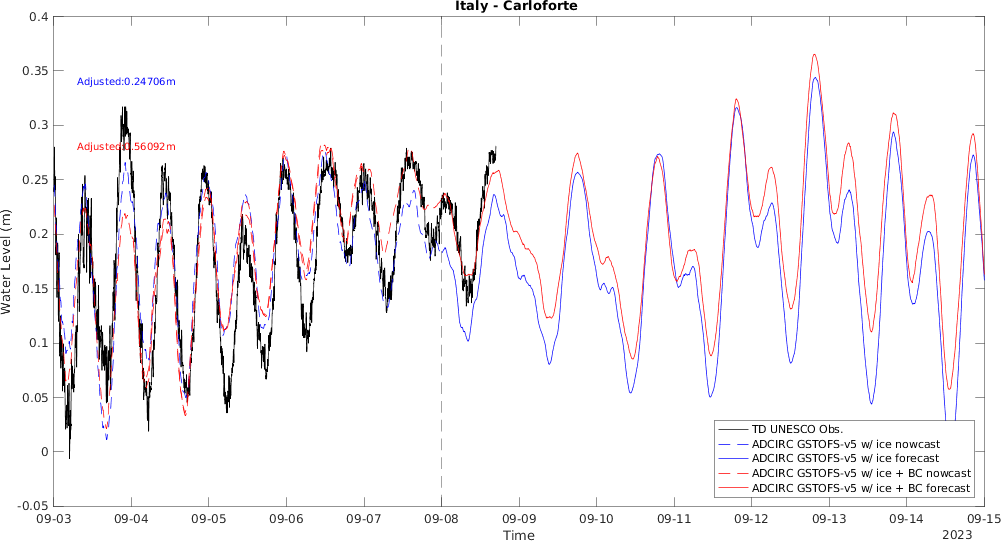 Italy - Carloforte
0.4
0.35
0.3
0.25
0.2
0.15
0.1
0.05
0
-0.05
Water Level (m)
Adjusted:0.24706m
Adjusted:0.56092m
TD UNESCO Obs.
ADCIRC GSTOFS-v5 w/ ice nowcast
ADCIRC GSTOFS-v5 w/ ice forecast
ADCIRC GSTOFS-v5 w/ ice + BC nowcast
ADCIRC GSTOFS-v5 w/ ice + BC forecast
09-03 09-04 09-05 09-06 09-07 09-08 09-09 09-10 09-11 09-12 09-13 09-14 09-15
Time
2023